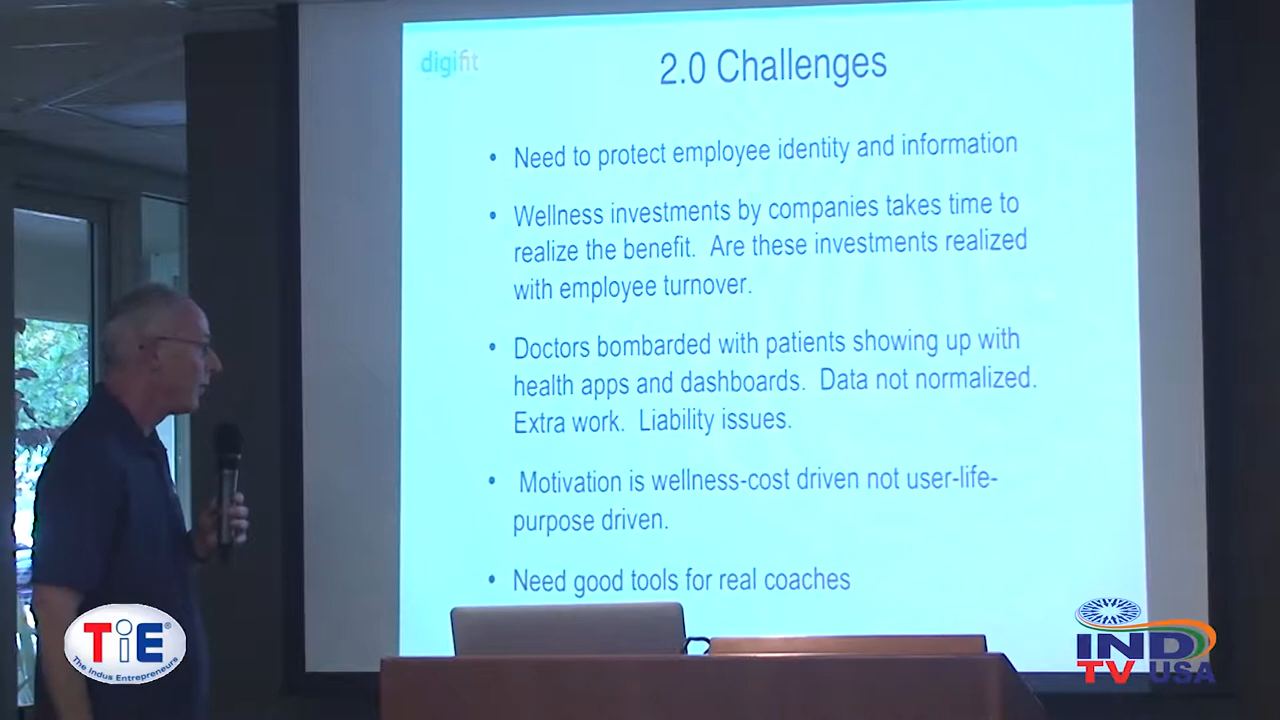 digifit
2.0 Challenges
• Need to protect employee identity and information
• Wellness investments by companies takes time to
realize the benefit. Are these investments realized
with employee turnover.
• Doctors bombarded with patients showing up with
health apps and dashboards. Data not normalized.
Extra work. Liability issues.
• Motivation is wellness-cost driven not user-life-
purpose driven.
• Need good tools for real coaches
TiE®
The Indus Entrepreneurs
IND
TV USA